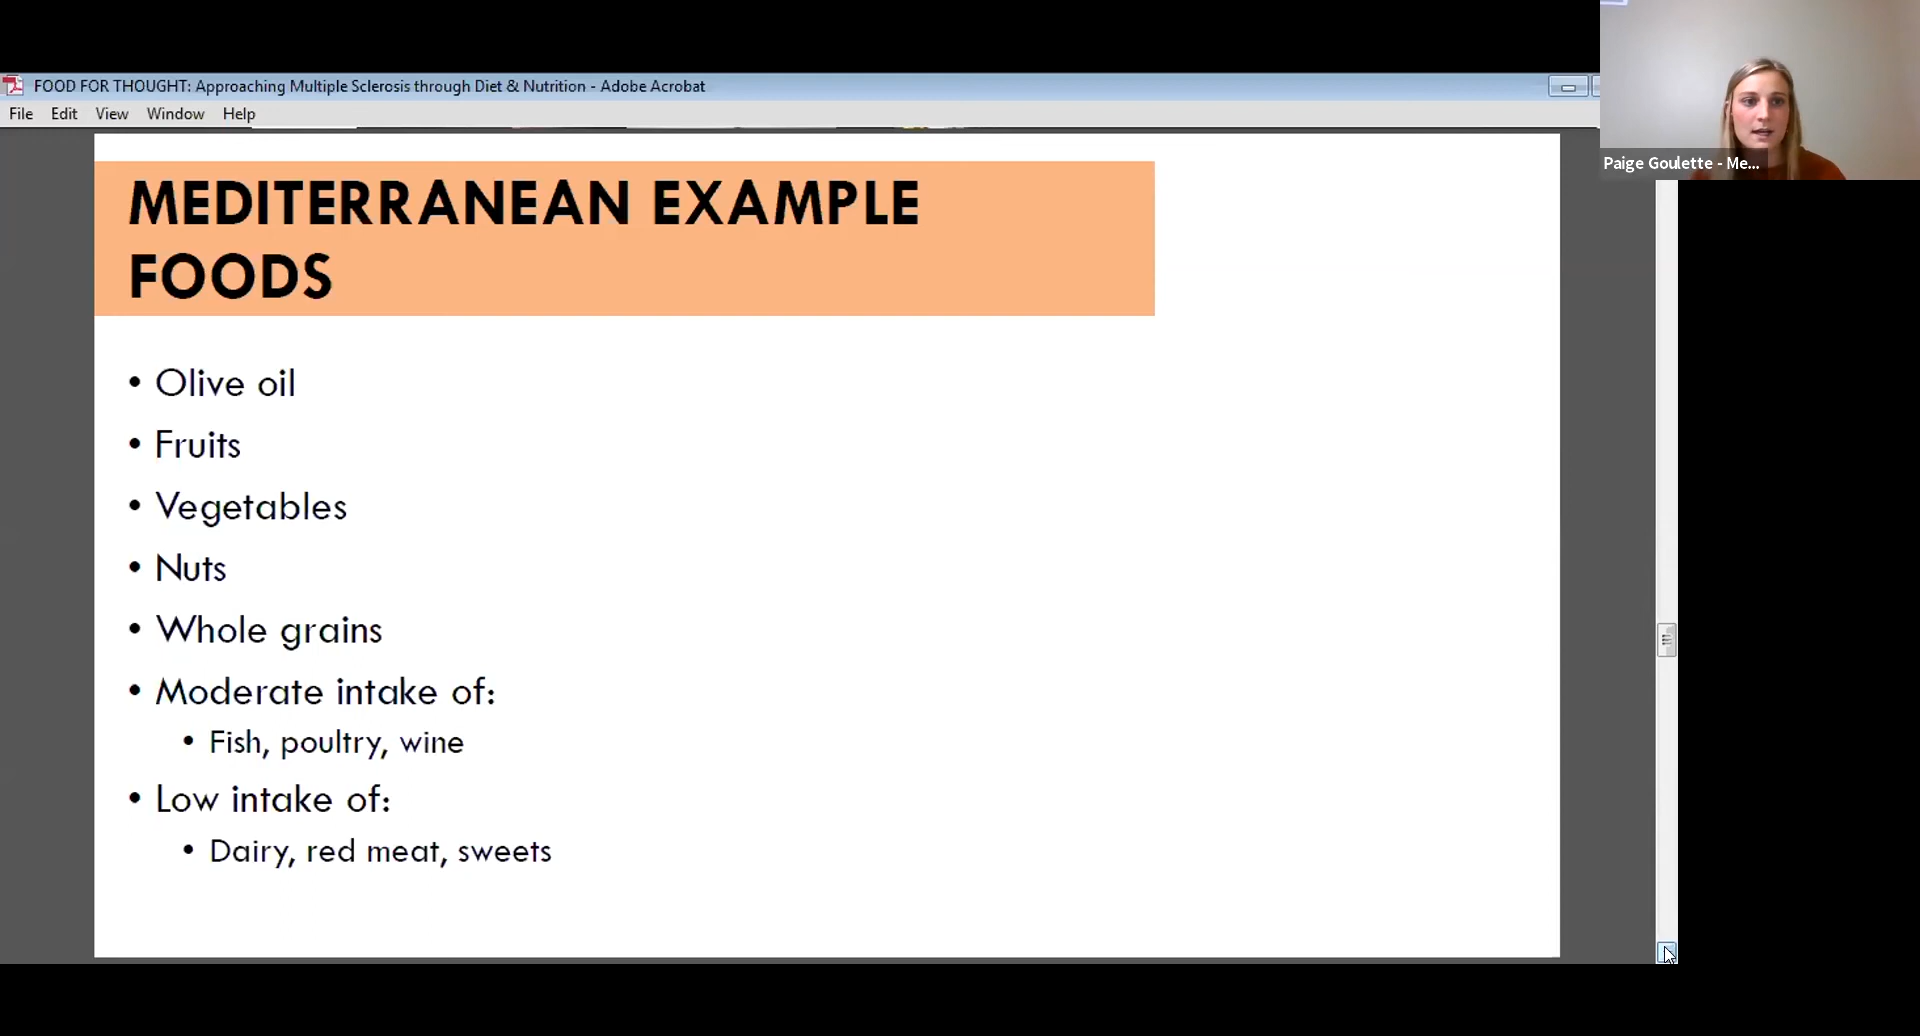 FOOD FOR THOUGHT: Approaching Multiple Sclerosis through Diet & Nutrition - Adobe Acrobat
File Edit View Window Help
Paige Goulette - Me...
MEDITERRANEAN EXAMPLE
FOODS
• Olive oil
• Fruits
• Vegetables
• Nuts
• Whole grains
• Moderate intake of:
• Fish, poultry, wine
• Low intake of:
• Dairy, red meat, sweets